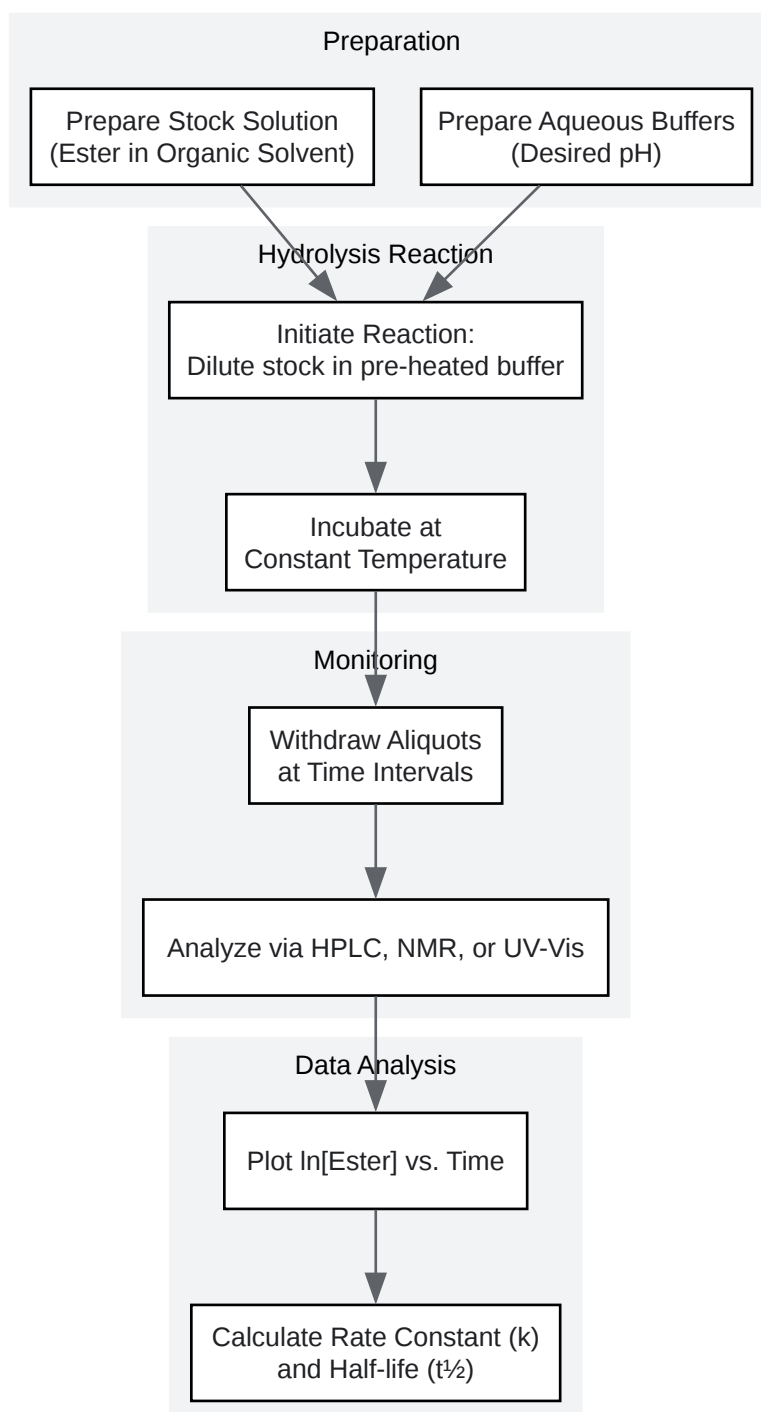 Preparation
Prepare Stock Solution
(Ester in Organic Solvent)
Prepare Aqueous Buffers
(Desired pH)
Hydrolysis Reaction
Initiate Reaction:
Dilute stock in pre-heated buffer
Incubate at
Constant Temperature
Monitoring
Withdraw Aliquots
at Time Intervals
Analyze via HPLC, NMR, or UV-Vis
Data Analysis
Plot ln[Ester] vs. Time
Calculate Rate Constant (k)
and Half-life (t½)